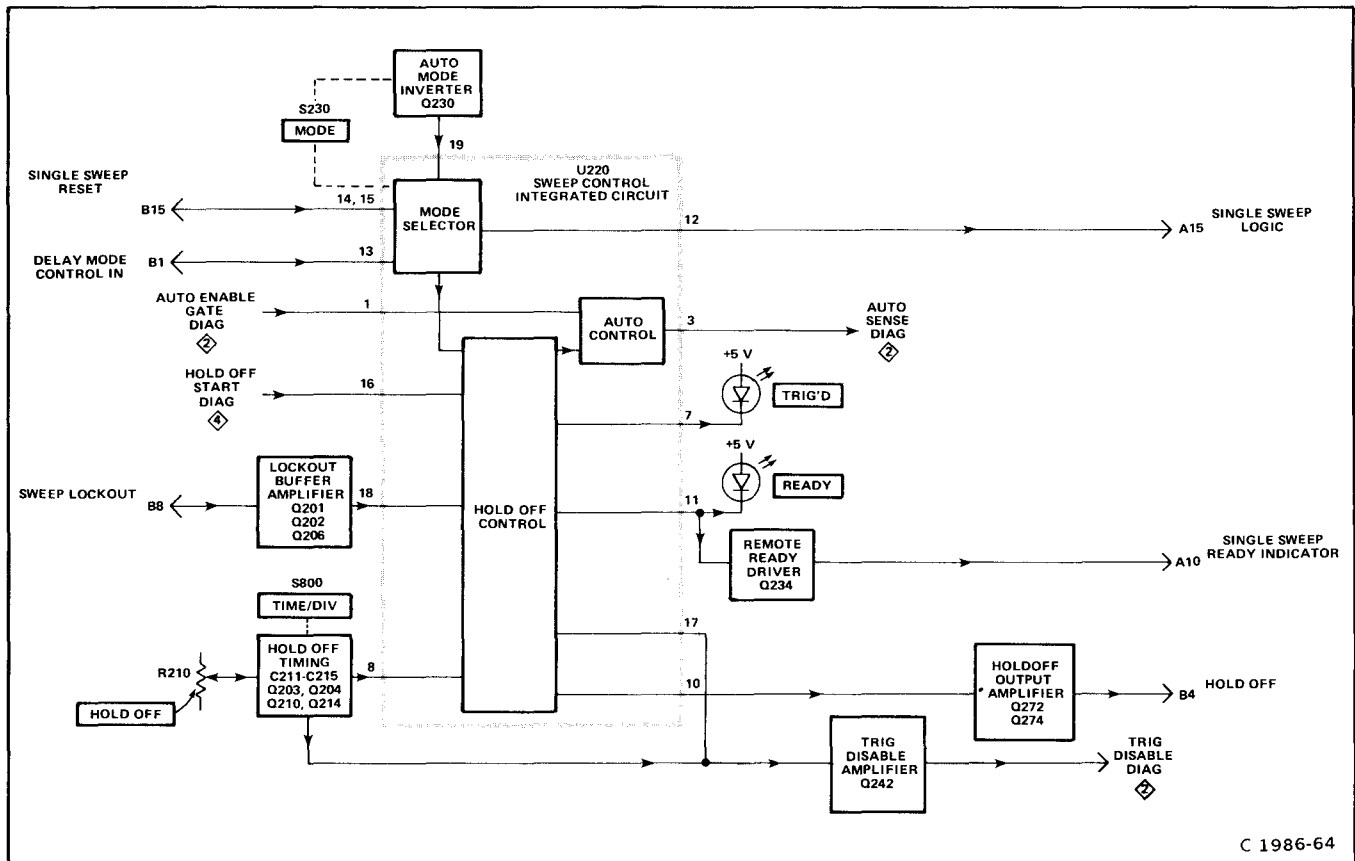 AUTO
MODE
INVERTER
Q230
S230
MODE
19
U220
SWEEP CONTROL
INTEGRATED CIRCUIT
SINGLE SWEEP
RESET
B15
14, 15
MODE
SELECTOR
12
A15
SINGLE SWEEP
LOGIC
DELAY MODE
CONTROL IN
B1
13
AUTO ENABLE
GATE
DIAG
2
1
AUTO
CONTROL
3
AUTO
SENSE
DIAG
2
HOLD OFF
START
DIAG
4
16
+5 V
TRIG'D
7
+5 V
READY
SWEEP LOCKOUT
B8
LOCKOUT
BUFFER
AMPLIFIER
Q201
Q202
Q206
18
HOLD OFF
CONTROL
11
REMOTE
READY
DRIVER
Q234
A10
SINGLE SWEEP
READY INDICATOR
S800
TIME/DIV
17
R210
HOLD OFF
HOLD OFF
TIMING
C211-C215
Q203, Q204
Q210, Q214
8
10
HOLDOFF
OUTPUT
AMPLIFIER
Q272
Q274
B4
HOLD OFF
TRIG
DISABLE
AMPLIFIER
Q242
TRIG
DISABLE
DIAG
2
C 1986-64